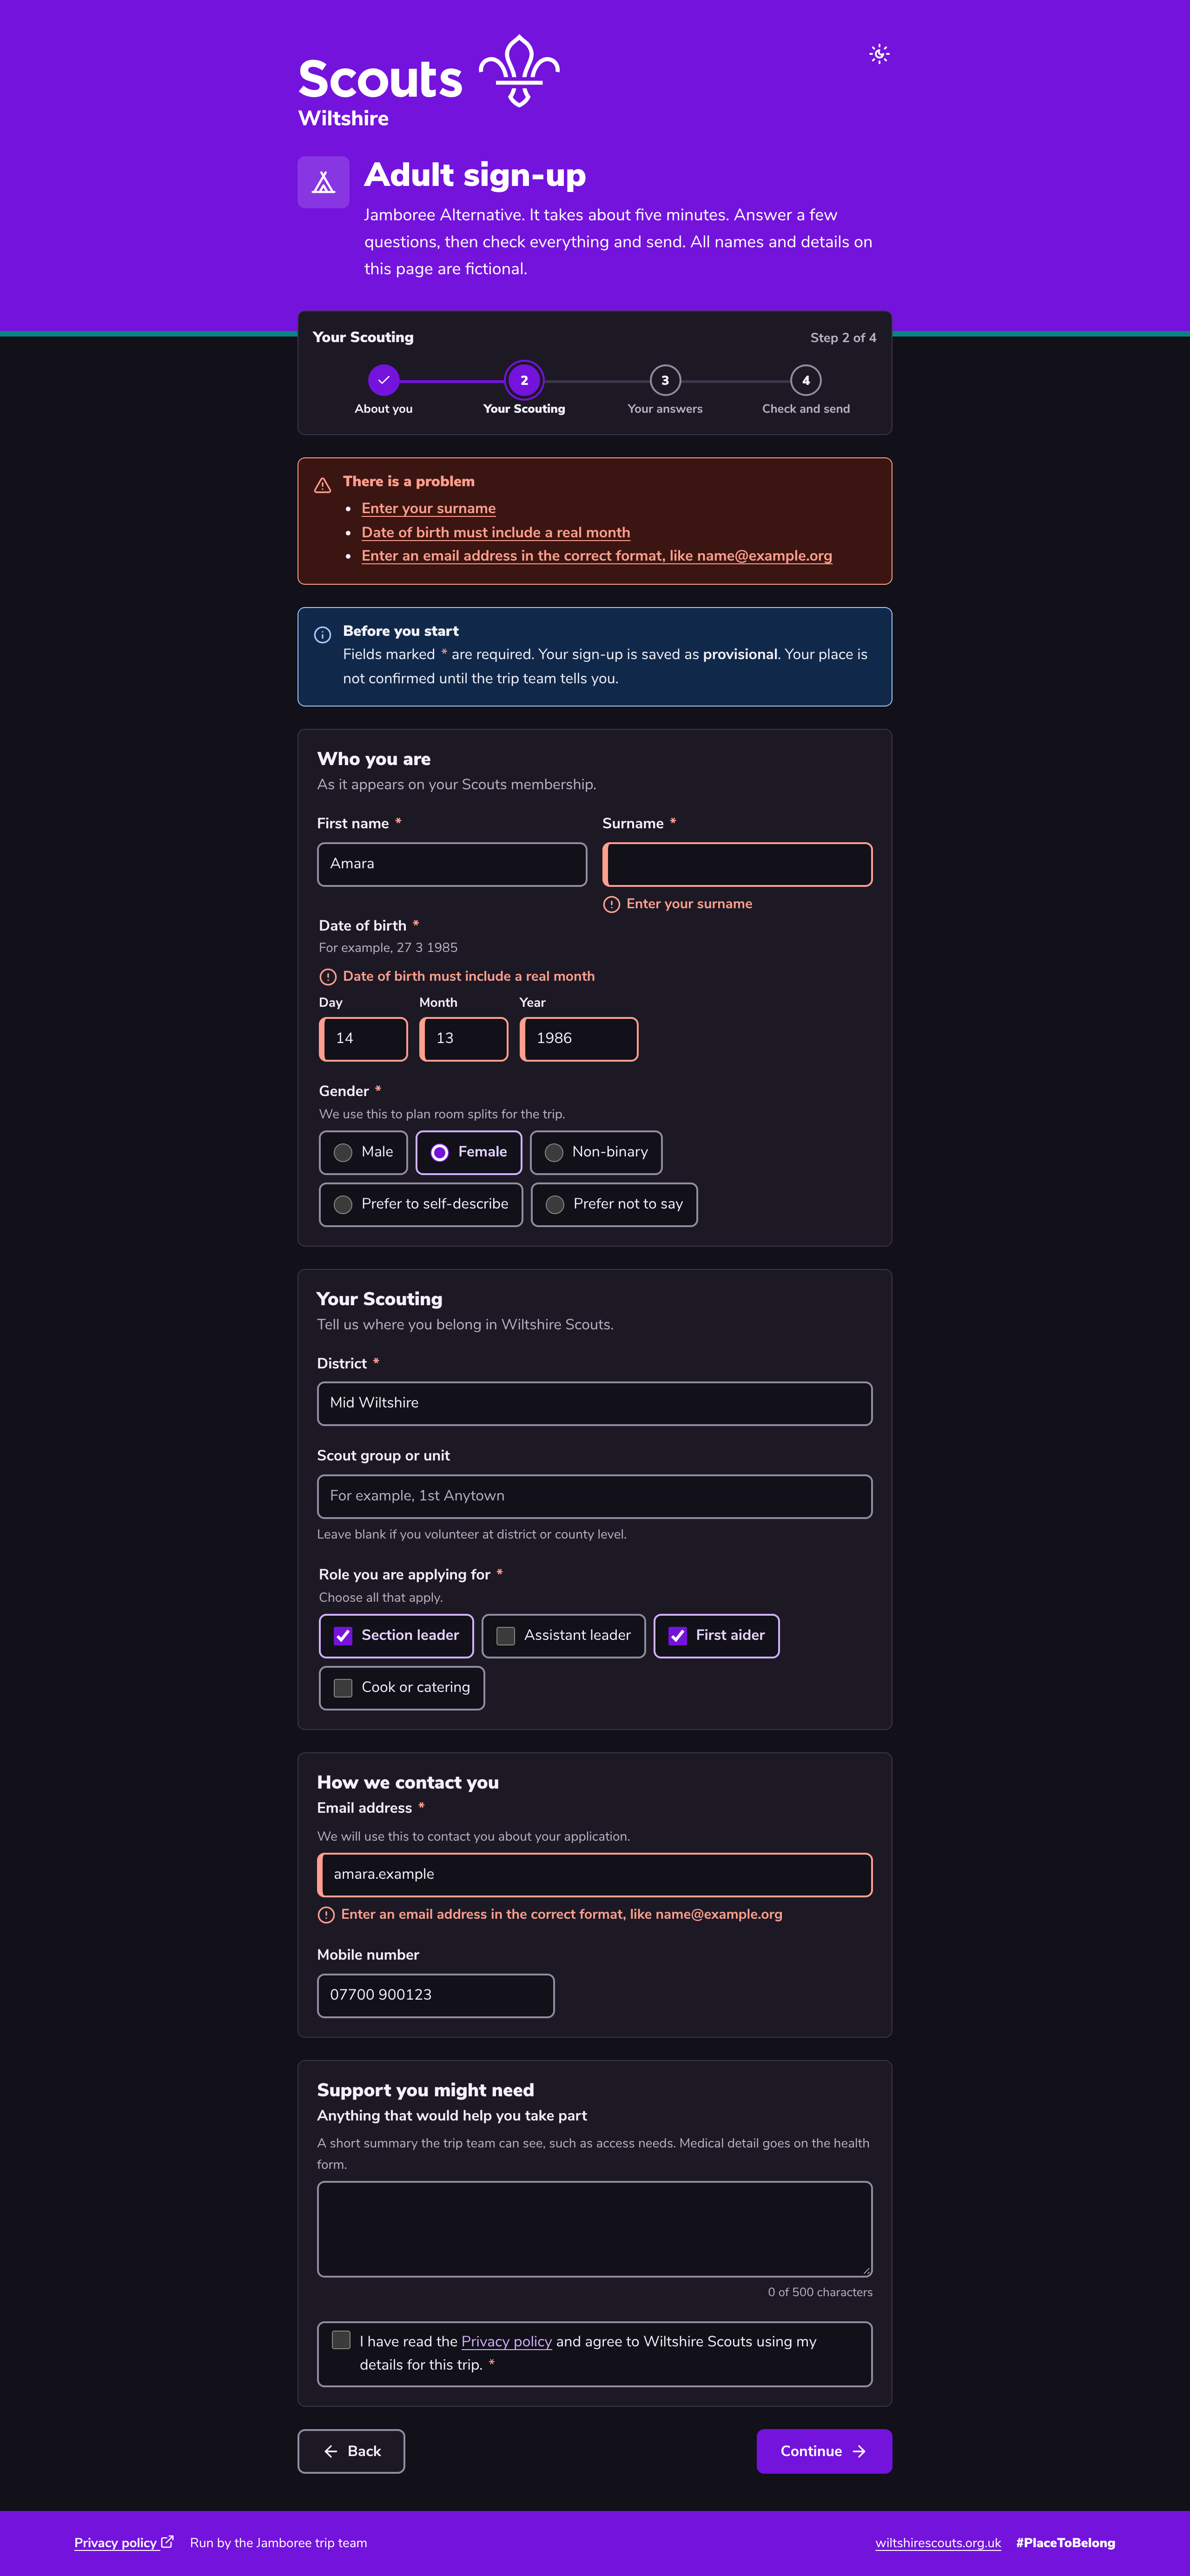 Scouts
Wiltshire
Adult sign-up
Jamboree Alternative. It takes about five minutes. Answer a few
questions, then check everything and send. All names and details on
this page are fictional.
Your Scouting
Step 2 of 4
2
3
4
About you
Your Scouting
Your answers
Check and send
There is a problem
• Enter your surname
• Date of birth must include a real month
• Enter an email address in the correct format, like name@example.org
Before you start
Fields marked * are required. Your sign-up is saved as provisional. Your place is
not confirmed until the trip team tells you.
Who you are
As it appears on your Scouts membership.
First name *
Surname *
Amara
Enter your surname
Date of birth *
For example, 27 3 1985
Date of birth must include a real month
Day
Month
Year
14
13
1986
Gender *
We use this to plan room splits for the trip.
Male
Female
Non-binary
Prefer to self-describe
Prefer not to say
Your Scouting
Tell us where you belong in Wiltshire Scouts.
District *
Mid Wiltshire
Scout group or unit
For example, 1st Anytown
Leave blank if you volunteer at district or county level.
Role you are applying for *
Choose all that apply.
Section leader
Assistant leader
First aider
Cook or catering
How we contact you
Email address *
We will use this to contact you about your application.
amara.example
Enter an email address in the correct format, like name@example.org
Mobile number
07700 900123
Support you might need
Anything that would help you take part
A short summary the trip team can see, such as access needs. Medical detail goes on the health
form.
0 of 500 characters
I have read the Privacy policy and agree to Wiltshire Scouts using my
details for this trip. *
Back
Continue
Privacy policy
Run by the Jamboree trip team
wiltshirescouts.org.uk
#PlaceToBelong